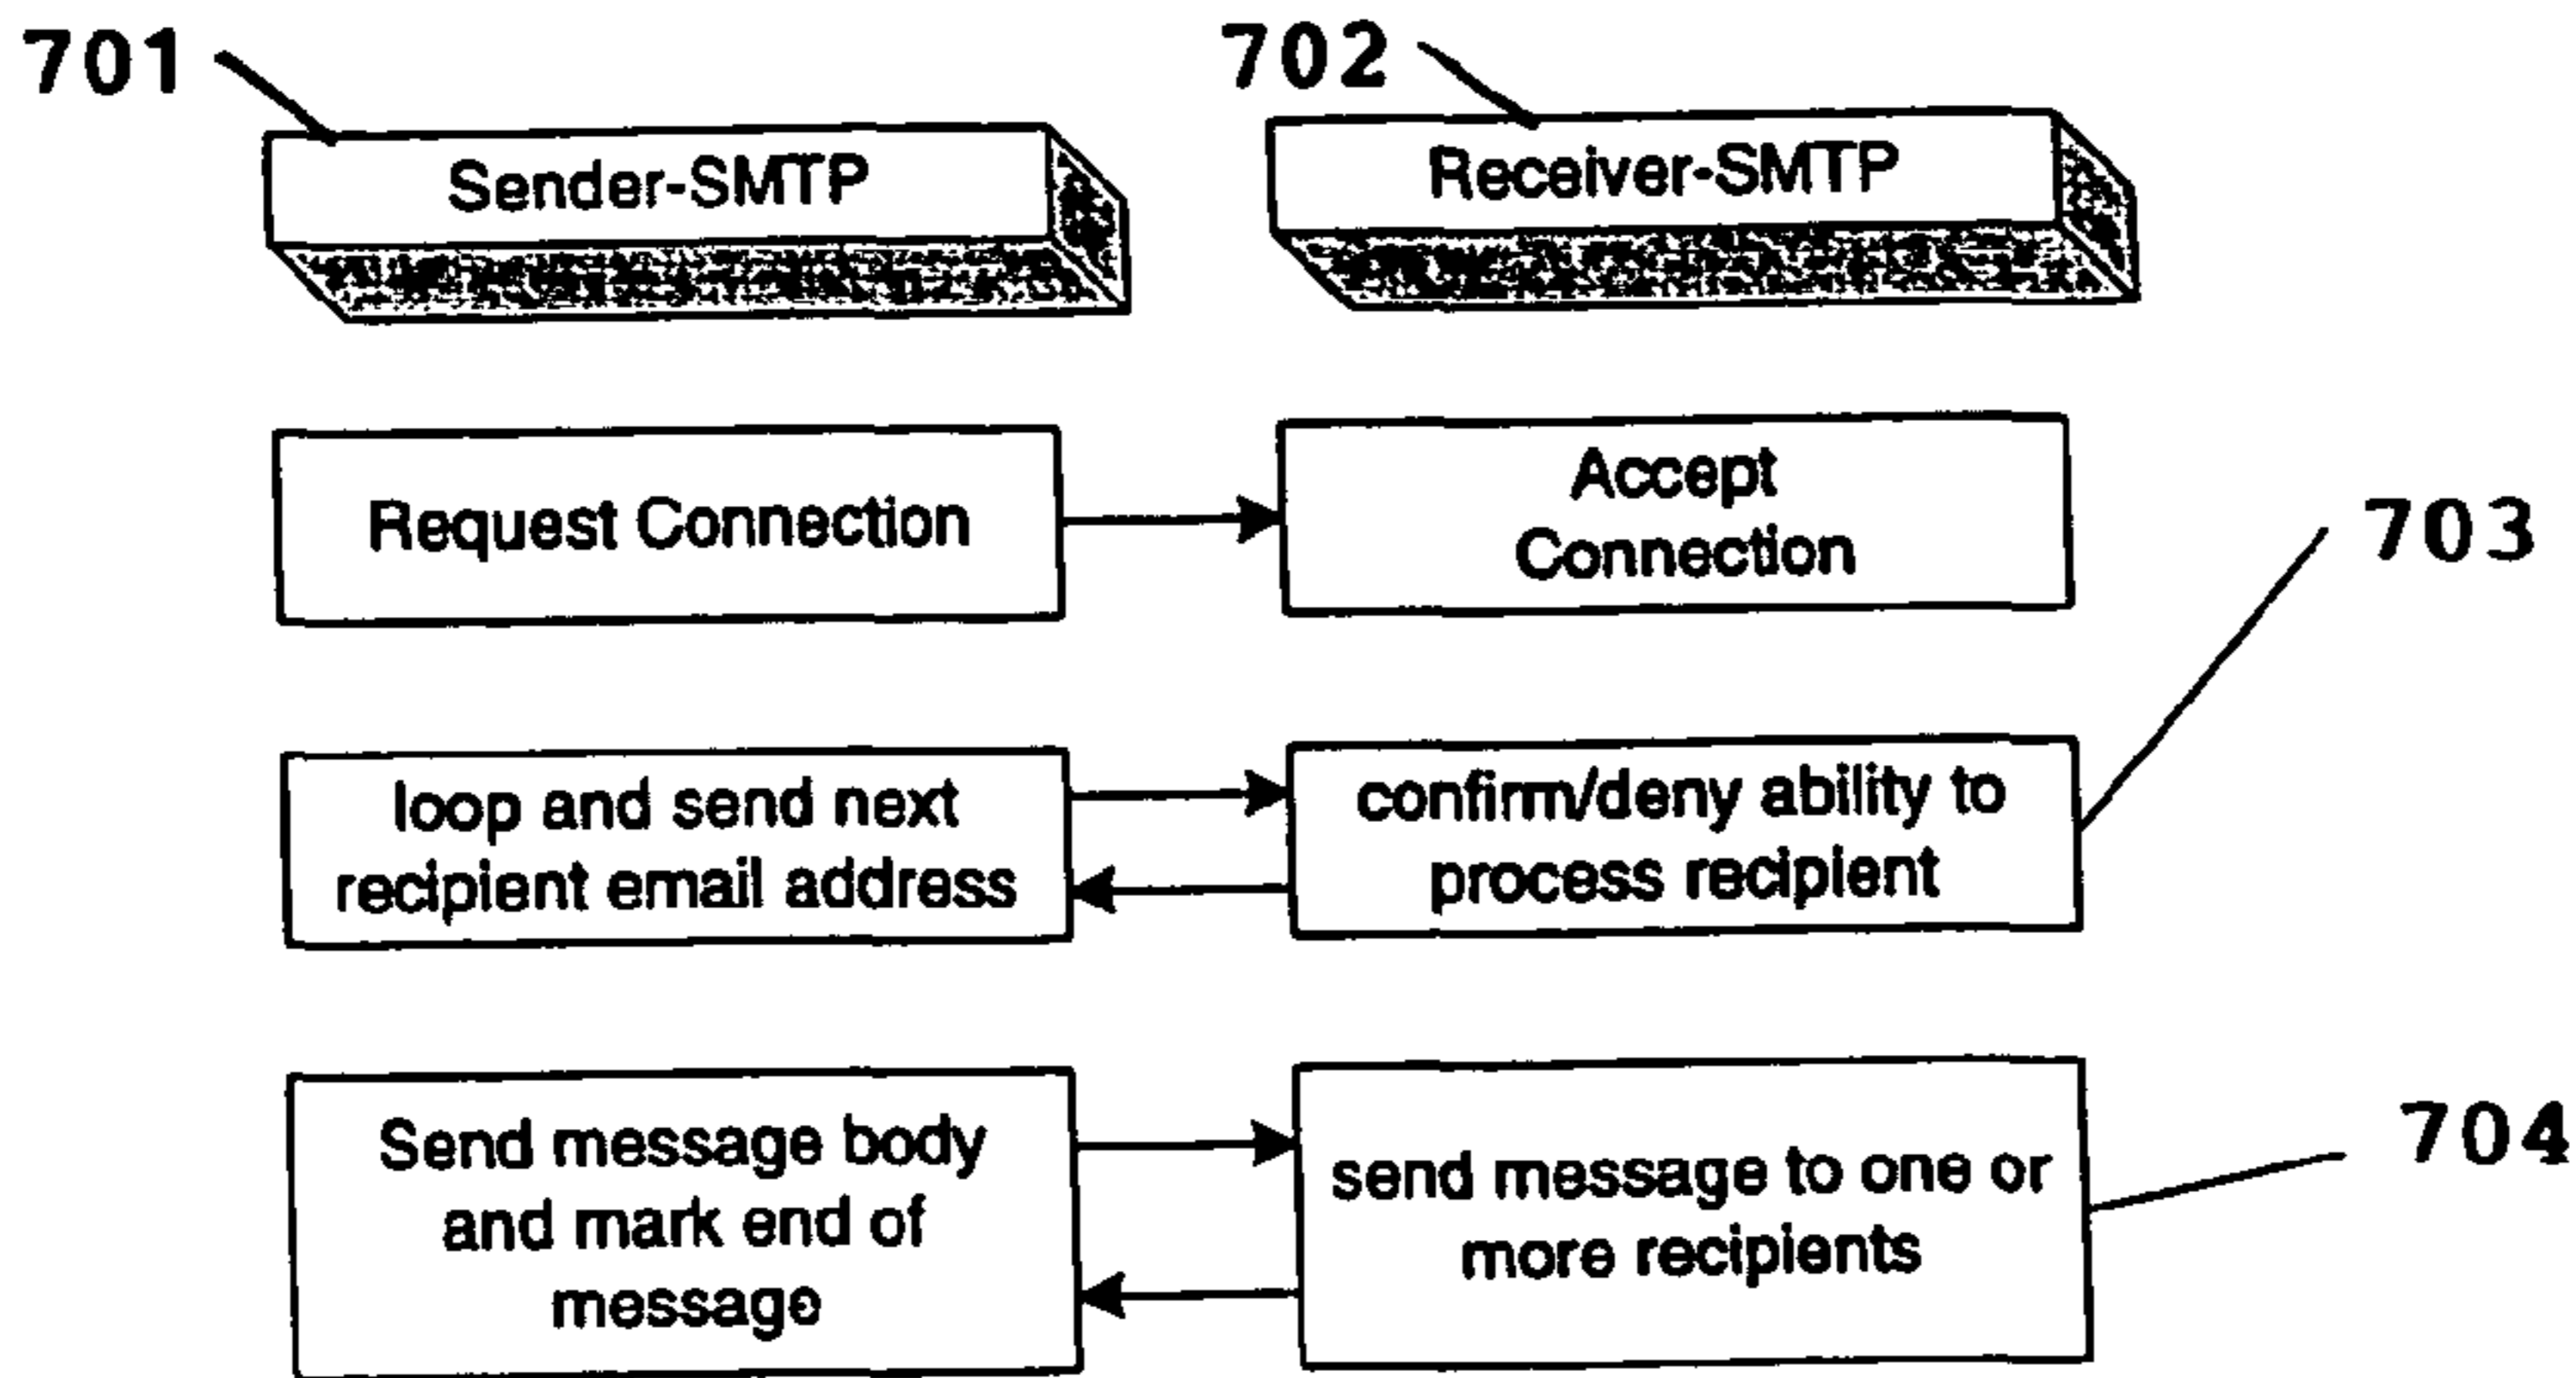 701
702
Sender-SMTP
Receiver-SMTP
Request Connection
Accept
Connection
703
loop and send next
recipient email address
confirm/deny ability to
process recipient
Send message body
and mark end of
message
send message to one or
more recipients
704